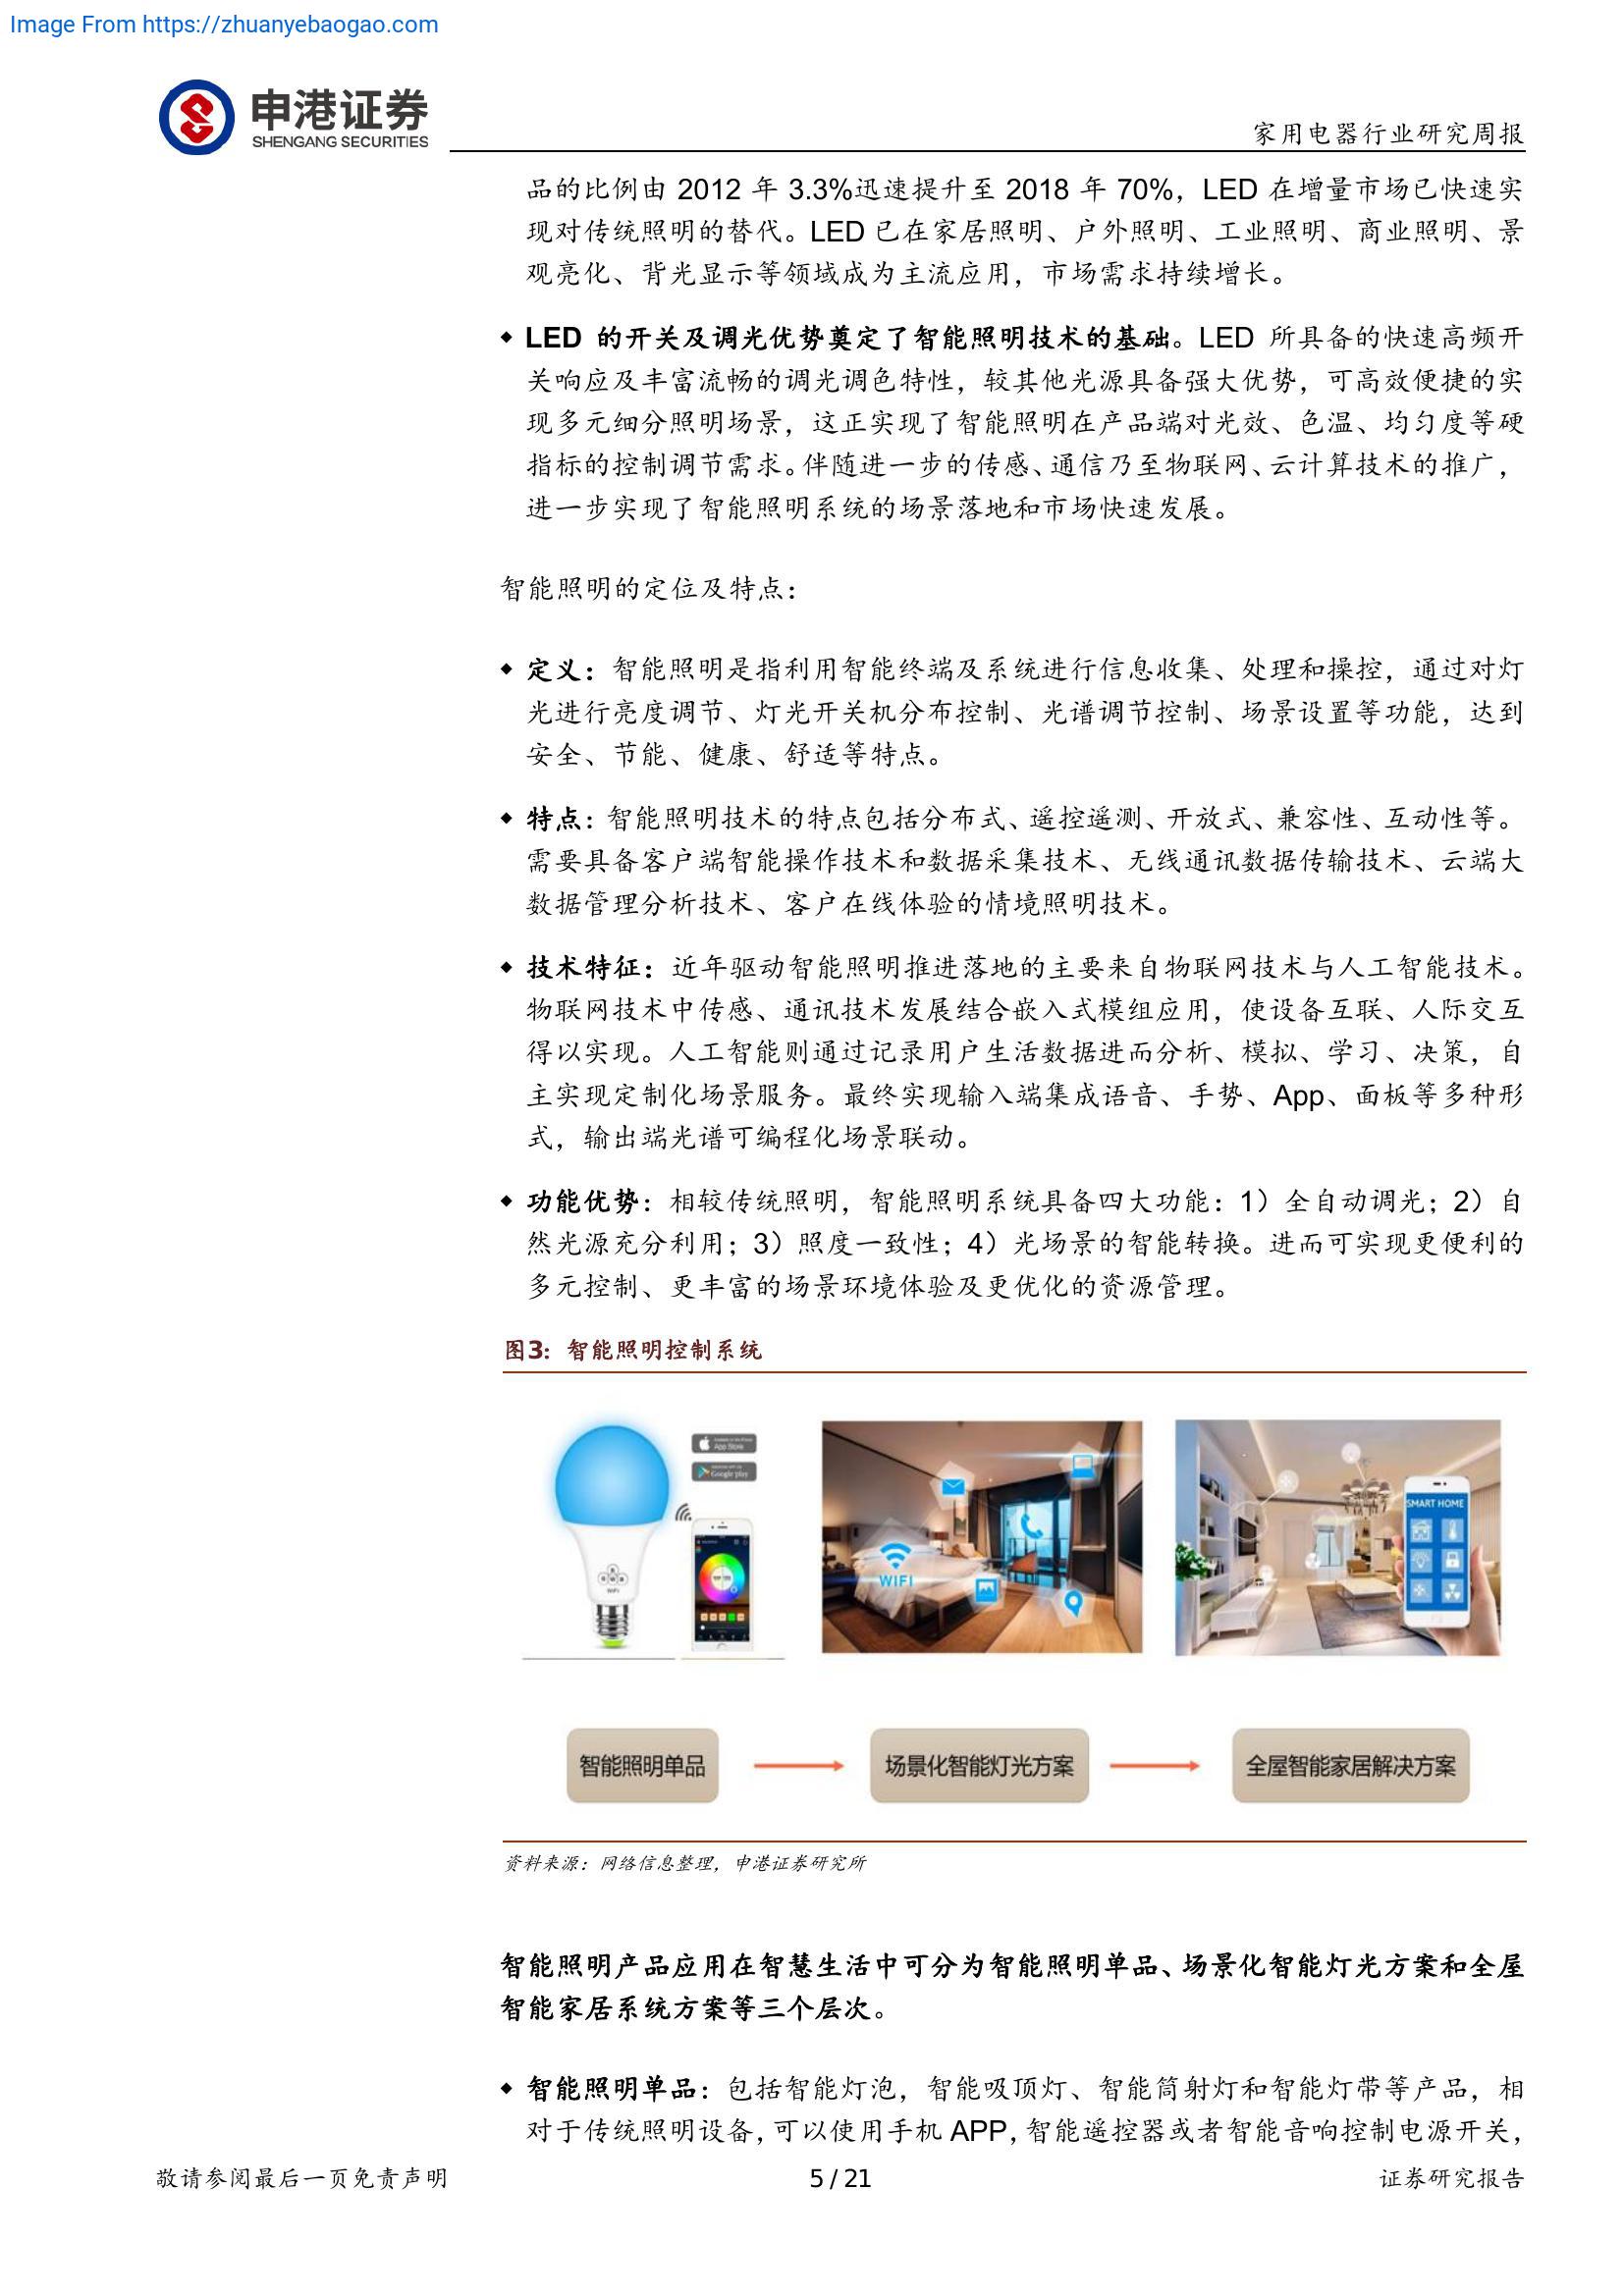 Image From https://zhuanyebaogao.com
申港证券
SHENGANG SECURITIES
家用电器行业研究周报
品的比例由 2012 年 3.3%迅速提升至 2018 年 70%，LED 在增量市场已快速实
现对传统照明的替代。LED 已在家居照明、户外照明、工业照明、商业照明、景
观亮化、背光显示等领域成为主流应用，市场需求持续增长。
◆ LED 的开关及调光优势奠定了智能照明技术的基础。LED 所具备的快速高频开
关响应及丰富流畅的调光调色特性，较其他光源具备强大优势，可高效便捷的实
现多元细分照明场景，这正实现了智能照明在产品端对光效、色温、均匀度等硬
指标的控制调节需求。伴随进一步的传感、通信乃至物联网、云计算技术的推广，
进一步实现了智能照明系统的场景落地和市场快速发展。
智能照明的定位及特点：
◆ 定义：智能照明是指利用智能终端及系统进行信息收集、处理和操控，通过对灯
光进行亮度调节、灯光开关机分布控制、光谱调节控制、场景设置等功能，达到
安全、节能、健康、舒适等特点。
◆ 特点：智能照明技术的特点包括分布式、遥控遥测、开放式、兼容性、互动性等。
需要具备客户端智能操作技术和数据采集技术、无线通讯数据传输技术、云端大
数据管理分析技术、客户在线体验的情境照明技术。
◆ 技术特征：近年驱动智能照明推进落地的主要来自物联网技术与人工智能技术。
物联网技术中传感、通讯技术发展结合嵌入式模组应用，使设备互联、人际交互
得以实现。人工智能则通过记录用户生活数据进而分析、模拟、学习、决策，自
主实现定制化场景服务。最终实现输入端集成语音、手势、App、面板等多种形
式，输出端光谱可编程化场景联动。
◆ 功能优势：相较传统照明，智能照明系统具备四大功能：1）全自动调光；2）自
然光源充分利用；3）照度一致性；4）光场景的智能转换。进而可实现更便利的
多元控制、更丰富的场景环境体验及更优化的资源管理。
图3：智能照明控制系统
App Store
Google play
WiFi
WIFI
SMART HOME
智能照明单品
场景化智能灯光方案
全屋智能家居解决方案
资料来源：网络信息整理，申港证券研究所
智能照明产品应用在智慧生活中可分为智能照明单品、场景化智能灯光方案和全屋
智能家居系统方案等三个层次。
◆ 智能照明单品：包括智能灯泡，智能吸顶灯、智能筒射灯和智能灯带等产品，相
对于传统照明设备，可以使用手机 APP，智能遥控器或者智能音响控制电源开关，
敬请参阅最后一页免责声明
5 / 21
证券研究报告